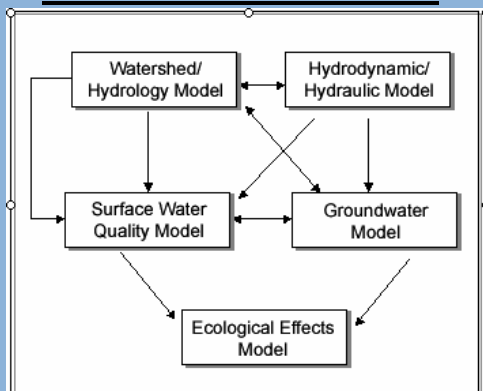 Watershed/
Hydrology Model
Hydrodynamic/
Hydraulic Model
Surface Water
Quality Model
Groundwater
Model
Ecological Effects
Model